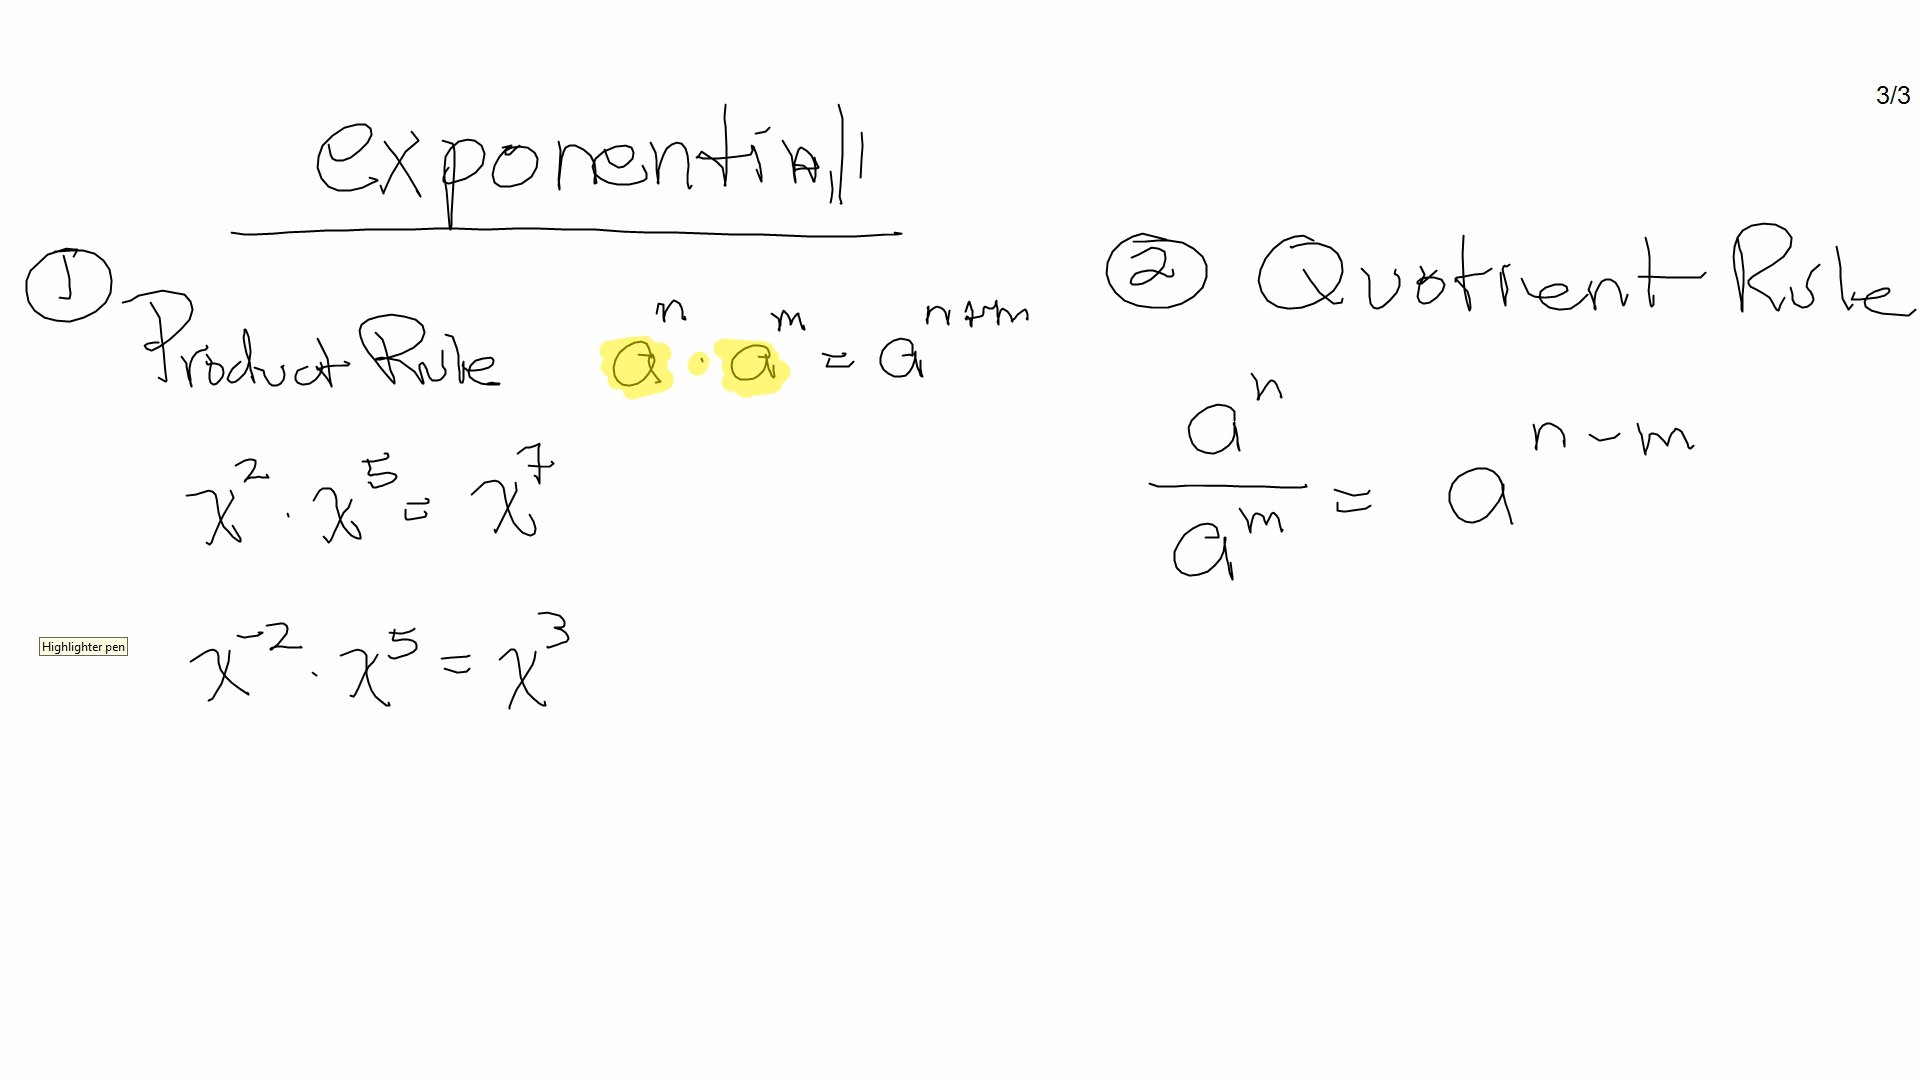 3/3
exponential
① Product Rule aⁿ · aᵐ = aⁿ⁺ᵐ
x² · x⁵ = x⁷
x⁻² · x⁵ = x³
Highlighter pen
② Quotient Rule
aⁿ/aᵐ = aⁿ⁻ᵐ